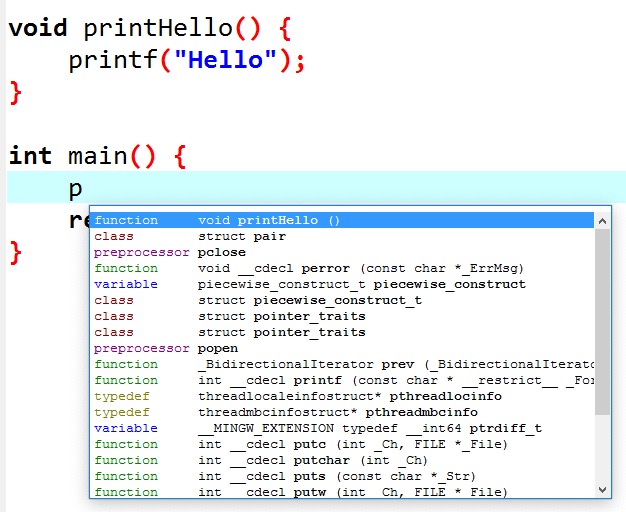 void printHello() {
printf("Hello");
}
int main() {
p
re
}
function void printHello ()
class struct pair
preprocessor pclose
function void __cdecl perror (const char *_ErrMsg)
variable piecewise_construct_t piecewise_construct
class struct piecewise_construct_t
class struct pointer_traits
class struct pointer_traits
preprocessor popen
function _BidirectionalIterator prev (_BidirectionalIterato
function int __cdecl printf (const char * __restrict__ _For
typedef threadlocaleinfostruct* pthreadlocinfo
typedef threadmbcinfostruct* pthreadmbcinfo
variable __MINGW_EXTENSION typedef __int64 ptrdiff_t
function int __cdecl putc (int _Ch, FILE *_File)
function int __cdecl putchar (int _Ch)
function int __cdecl puts (const char *_Str)
function int __cdecl putw (int _Ch, FILE *_File)